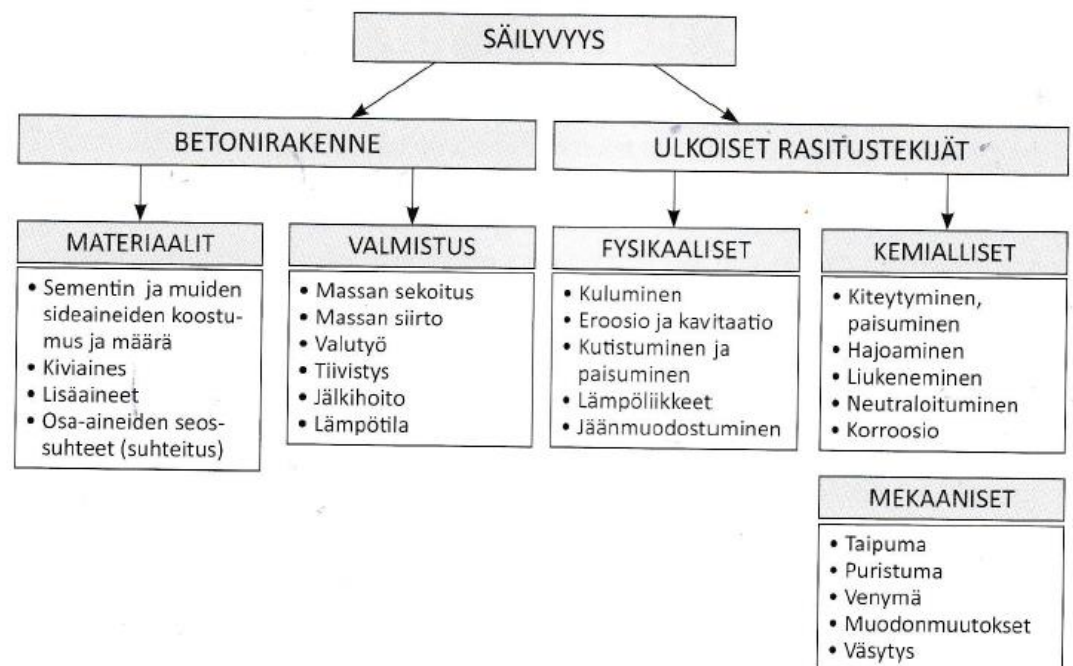 SÄILYVYYS
BETONIRAKENNE
ULKOISET RASITUSTEKIJÄT
MATERIAALIT
• Sementin ja muiden
sideaineiden koostu-
mus ja määrä
• Kiviaines
• Lisäaineet
• Osa-aineiden seos-
suhteet (suhteitus)
VALMISTUS
• Massan sekoitus
• Massan siirto
• Valutyö
• Tiivistys
• Jälkihoito
• Lämpötila
FYSIKAALISET
• Kuluminen
• Eroosio ja kavitaatio
• Kutistuminen ja
paisuminen
• Lämpöliikkeet
• Jäänmuodostuminen
KEMIALLISET
• Kiteytyminen,
paisuminen
• Hajoaminen
• Liukeneminen
• Neutraloituminen
• Korroosio
MEKAANISET
• Taipuma
• Puristuma
• Venymä
• Muodonmuutokset
• Väsytys